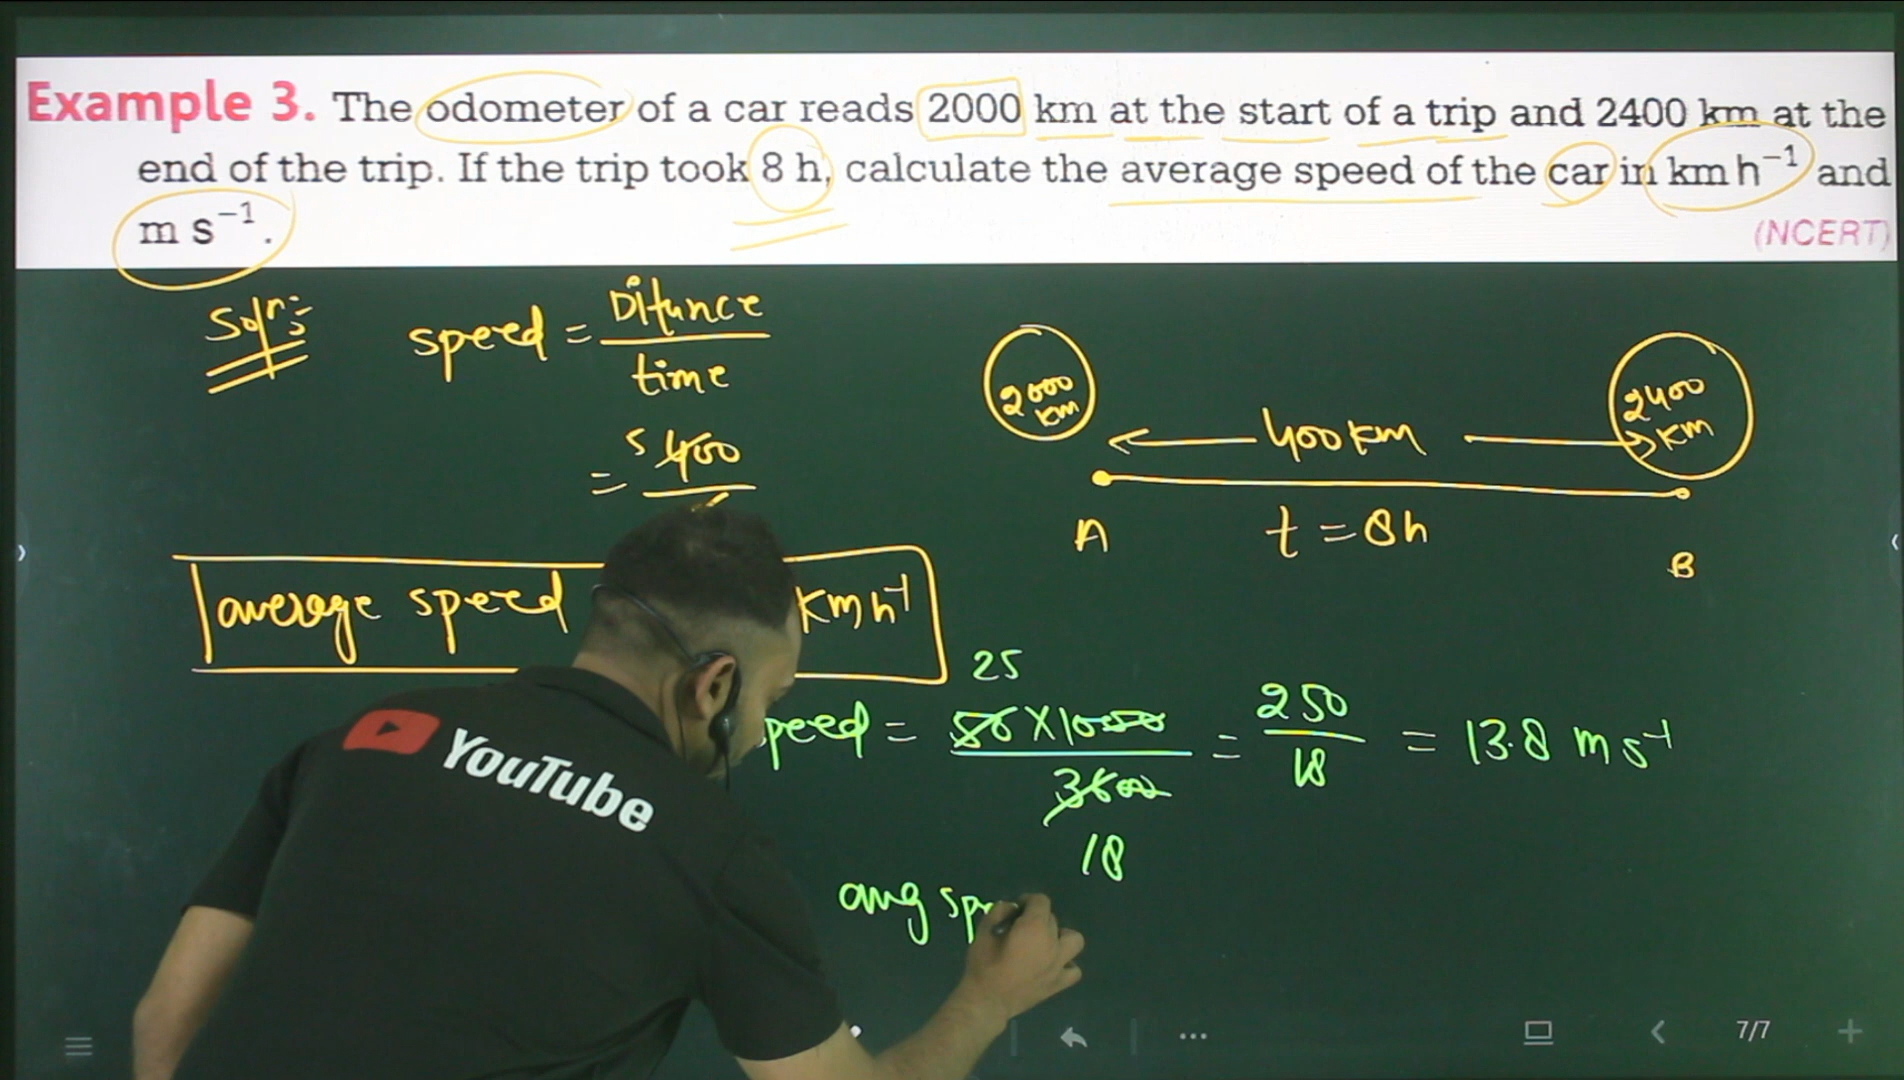 Example 3. The odometer of a car reads 2000 km at the start of a trip and 2400 km at the
end of the trip. If the trip took 8 h, calculate the average speed of the car in km h⁻¹ and
m s⁻¹.
(NCERT)
Soln:-
speed = Ditance / time
= 5 400
2000 km
2400 km
400 km
A
t = 8h
B
average speed
km h⁻¹
25
peed = 50 X 1000 / 3600 = 250 / 18 = 13.8 m s⁻¹
18
avg sp
YouTube
7/7